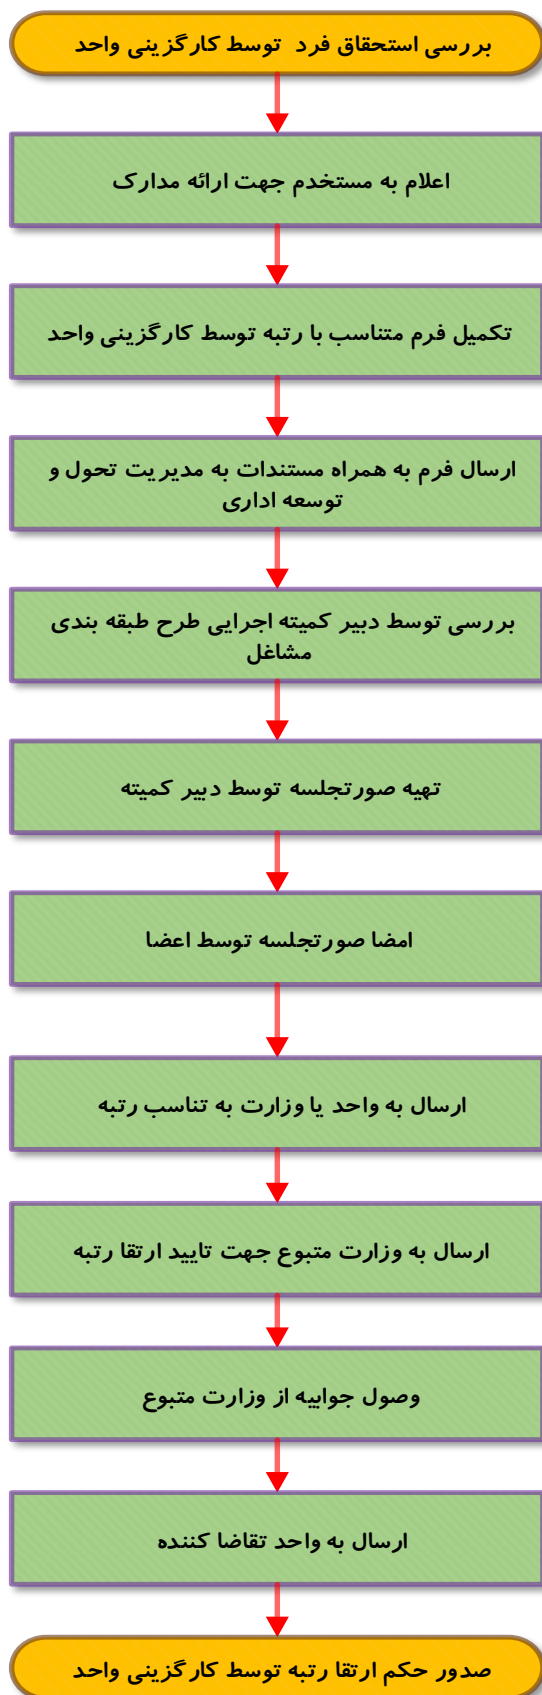 بررسی استحقاق فرد توسط کارگزینی واحد
اعلام به مستخدم جهت ارائه مدارک
تکمیل فرم متناسب با رتبه توسط کارگزینی واحد
ارسال فرم به همراه مستندات به مدیریت تحول و
توسعه اداری
بررسی توسط دبیر کمیته اجرایی طرح طبقه بندی
مشاغل
تهیه صورتجلسه توسط دبیر کمیته
امضا صورتجلسه توسط اعضا
ارسال به واحد یا وزارت به تناسب رتبه
ارسال به وزارت متبوع جهت تایید ارتقا رتبه
وصول جوابیه از وزارت متبوع
ارسال به واحد تقاضا کننده
صدور حکم ارتقا رتبه توسط کارگزینی واحد